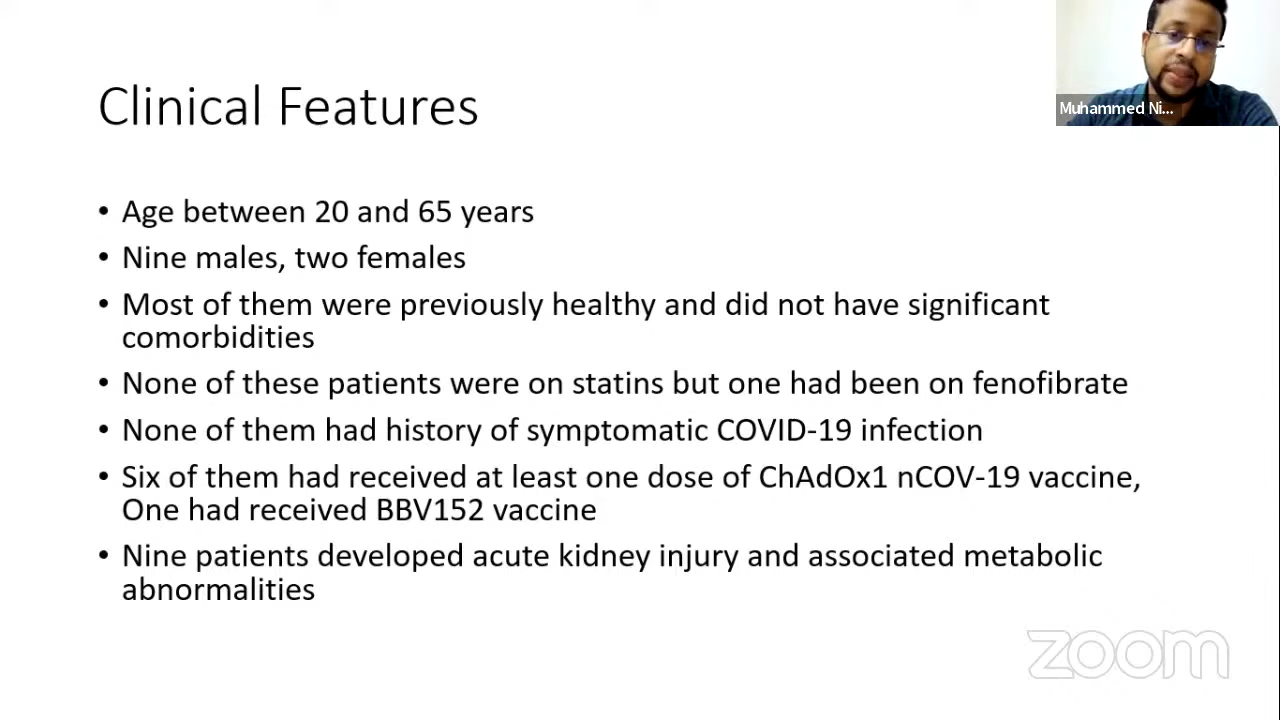 Muhammed Ni...
Clinical Features
• Age between 20 and 65 years
• Nine males, two females
• Most of them were previously healthy and did not have significant
comorbidities
• None of these patients were on statins but one had been on fenofibrate
• None of them had history of symptomatic COVID-19 infection
• Six of them had received at least one dose of ChAdOx1 nCOV-19 vaccine,
One had received BBV152 vaccine
• Nine patients developed acute kidney injury and associated metabolic
abnormalities
zoom